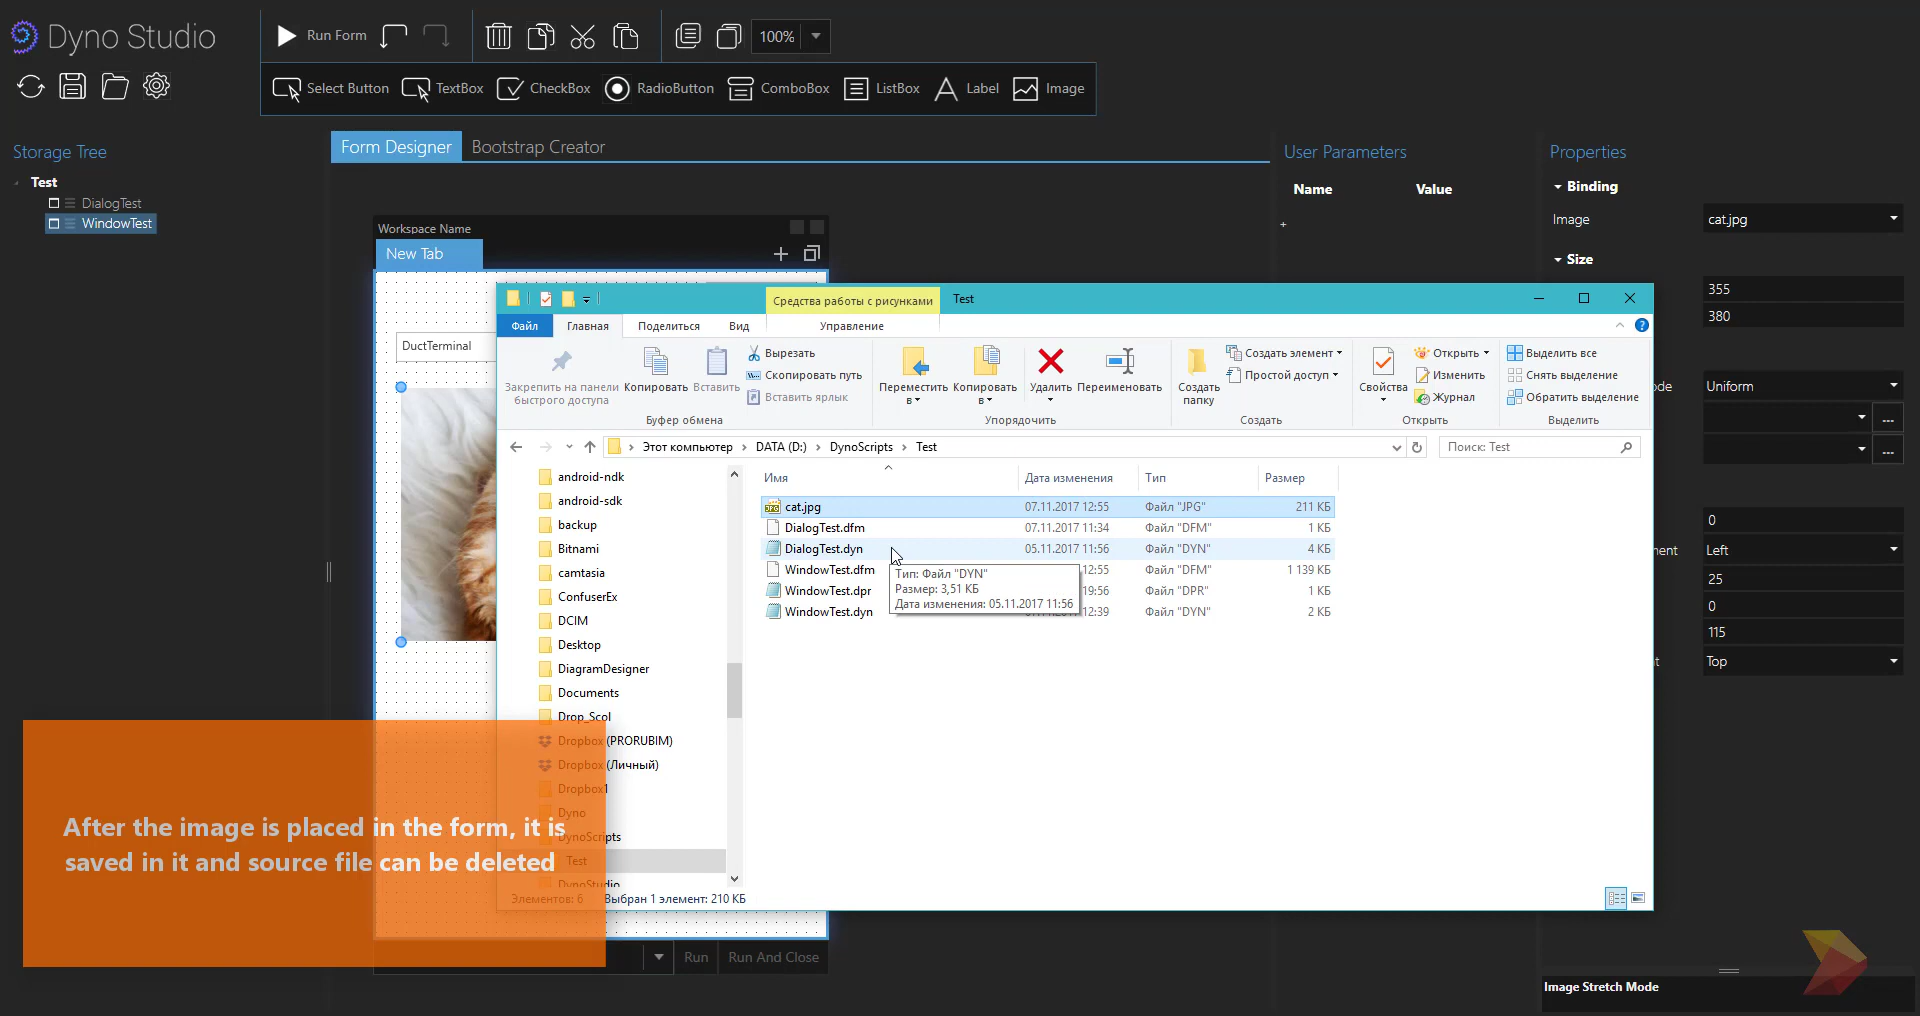 Dyno Studio
Run Form
100%
Select Button TextBox CheckBox RadioButton ComboBox ListBox Label Image
Storage Tree
Test
DialogTest
WindowTest
Form Designer Bootstrap Creator
Workspace Name
New Tab
DuctTerminal
User Parameters
Name Value
+
Properties
Binding
Image cat.jpg
Size
355
380
Uniform
...
...
0
Left
25
0
115
Top
Image Stretch Mode
Средства работы с рисунками Test
Файл Главная Поделиться Вид Управление
Закрепить на панели
быстрого доступа
Копировать
Вставить
Вырезать
Скопировать путь
Вставить ярлык
Буфер обмена
Переместить
в
Копировать
в
Удалить
Переименовать
Упорядочить
Создать
папку
Создать элемент
Простой доступ
Создать
Свойства
Открыть
Изменить
Журнал
Открыть
Выделить все
Снять выделение
Обратить выделение
Выделить
Этот компьютер DATA (D:) DynoScripts Test
Поиск: Test
android-ndk
android-sdk
backup
Bitnami
camtasia
ConfuserEx
DCIM
Desktop
DiagramDesigner
Documents
Drop_Scol
Dropbox (PRORUBIM)
Dropbox (Личный)
Dropbox1
Dyno
DynoScripts
Test
DynoStudio
Имя Дата изменения Тип Размер
cat.jpg 07.11.2017 12:55 Файл "JPG" 211 КБ
DialogTest.dfm 07.11.2017 11:34 Файл "DFM" 1 КБ
DialogTest.dyn 05.11.2017 11:56 Файл "DYN" 4 КБ
WindowTest.dfm 12:55 Файл "DFM" 1 139 КБ
WindowTest.dpr 19:56 Файл "DPR" 1 КБ
WindowTest.dyn 12:39 Файл "DYN" 2 КБ
Тип: Файл "DYN"
Размер: 3,51 КБ
Дата изменения: 05.11.2017 11:56
Элементов: 6 Выбран 1 элемент: 210 КБ
After the image is placed in the form, it is
saved in it and source file can be deleted
Run Run And Close